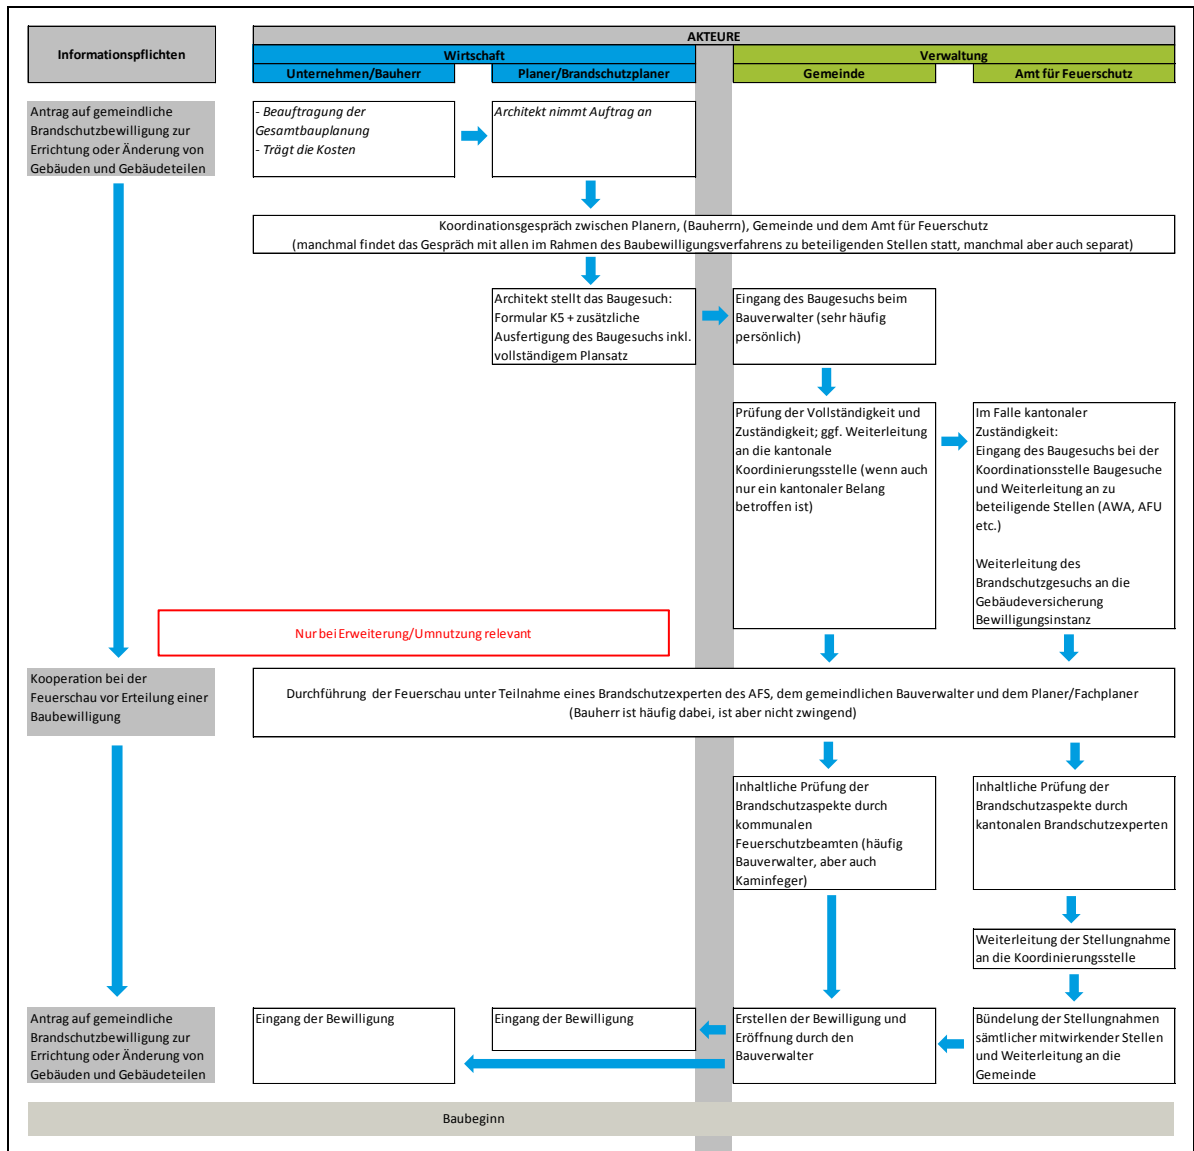 Informationspflichten
AKTEURE
Wirtschaft
Verwaltung
Unternehmen/Bauherr
Planer/Brandschutzplaner
Gemeinde
Amt für Feuerschutz
Antrag auf gemeindliche
Brandschutzbewilligung zur
Errichtung oder Änderung von
Gebäuden und Gebäudeteilen
- Beauftragung der
Gesamtbauplanung
- Trägt die Kosten
Architekt nimmt Auftrag an
Koordinationsgespräch zwischen Planern, (Bauherrn), Gemeinde und dem Amt für Feuerschutz
(manchmal findet das Gespräch mit allen im Rahmen des Baubewilligungsverfahrens zu beteiligenden Stellen statt, manchmal aber auch separat)
Architekt stellt das Baugesuch:
Formular K5 + zusätzliche
Ausfertigung des Baugesuchs inkl.
vollständigem Plansatz
Eingang des Baugesuchs beim
Bauverwalter (sehr häufig
persönlich)
Prüfung der Vollständigkeit und
Zuständigkeit; ggf. Weiterleitung
an die kantonale
Koordinierungsstelle (wenn auch
nur ein kantonaler Belang
betroffen ist)
Im Falle kantonaler
Zuständigkeit:
Eingang des Baugesuchs bei der
Koordinationsstelle Baugesuche
und Weiterleitung an zu
beteiligende Stellen (AWA, AFU
etc.)
Weiterleitung des
Brandschutzgesuchs an die
Gebäudeversicherung
Bewilligungsinstanz
Nur bei Erweiterung/Umnutzung relevant
Kooperation bei der
Feuerschau vor Erteilung einer
Baubewilligung
Durchführung der Feuerschau unter Teilnahme eines Brandschutzexperten des AFS, dem gemeindlichen Bauverwalter und dem Planer/Fachplaner
(Bauherr ist häufig dabei, ist aber nicht zwingend)
Inhaltliche Prüfung der
Brandschutzaspekte durch
kommunalen
Feuerschutzbeamten (häufig
Bauverwalter, aber auch
Kaminfeger)
Inhaltliche Prüfung der
Brandschutzaspekte durch
kantonalen Brandschutzexperten
Weiterleitung der Stellungnahme
an die Koordinierungsstelle
Antrag auf gemeindliche
Brandschutzbewilligung zur
Errichtung oder Änderung von
Gebäuden und Gebäudeteilen
Eingang der Bewilligung
Eingang der Bewilligung
Erstellen der Bewilligung und
Eröffnung durch den
Bauverwalter
Bündelung der Stellungnahmen
sämtlicher mitwirkender Stellen
und Weiterleitung an die
Gemeinde
Baubeginn